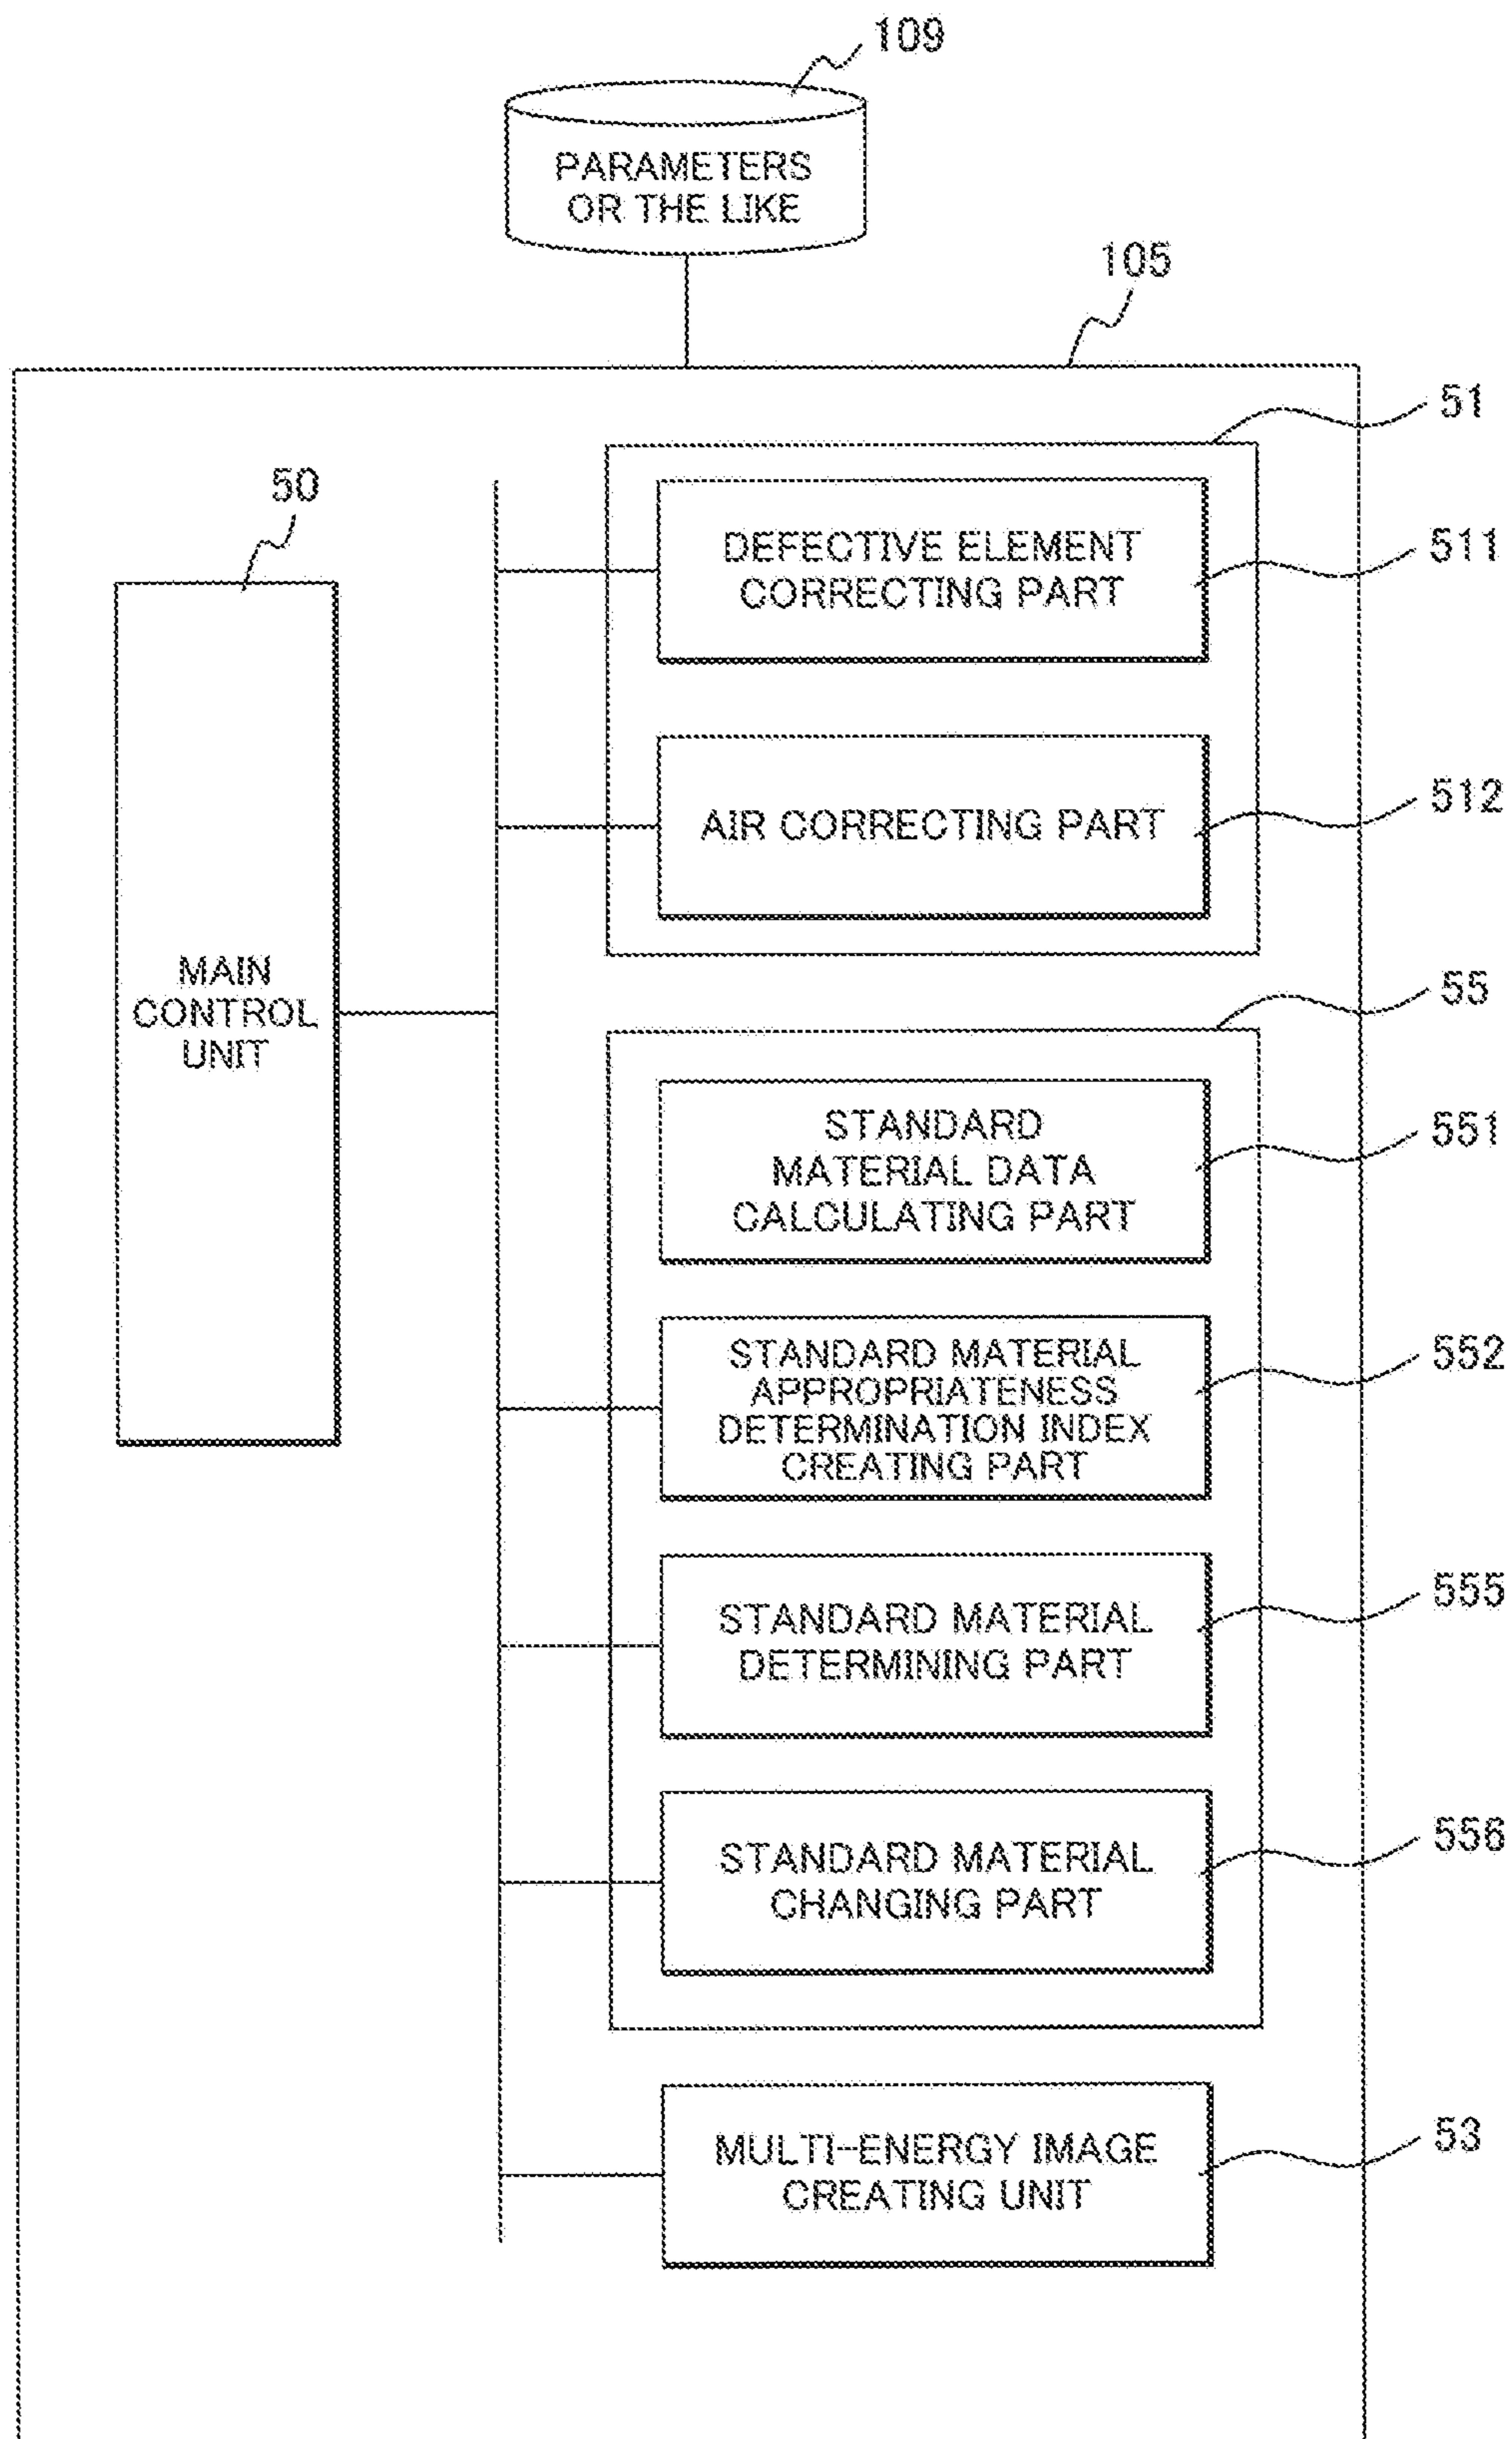 109
PARAMETERS
OR THE LIKE
105
51
50
DEFECTIVE ELEMENT
CORRECTING PART
511
AIR CORRECTING PART
512
MAIN
CONTROL
UNIT
55
STANDARD
MATERIAL DATA
CALCULATING PART
551
STANDARD MATERIAL
APPROPRIATENESS
DETERMINATION INDEX
CREATING PART
552
STANDARD MATERIAL
DETERMINING PART
555
STANDARD MATERIAL
CHANGING PART
556
MULTI-ENERGY IMAGE
CREATING UNIT
53